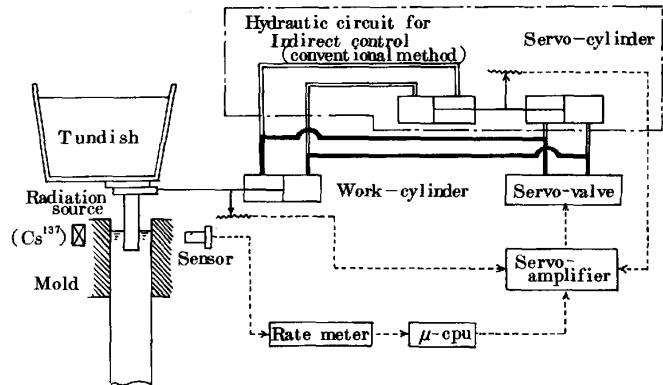 Hydrautic circuit for
Indirect control
(conventional method)
Servo-cylinder
Tundish
Radiation
source
(Cs¹³⁷)
Sensor
Mold
Work-cylinder
Servo-valve
Servo-
amplifier
Rate meter
μ-cpu